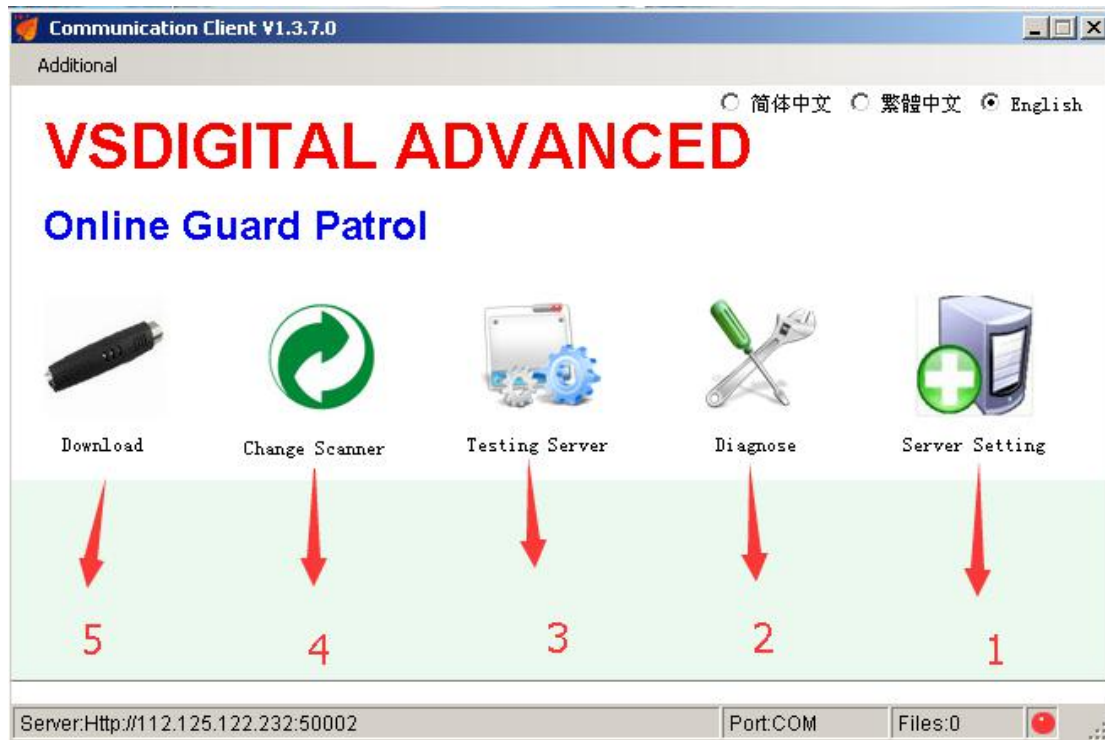 Communication Client V1.3.7.0
Additional
简体中文 繁體中文 English
VSDIGITAL ADVANCED
Online Guard Patrol
Download Change Scanner Testing Server Diagnose Server Setting
5 4 3 2 1
Server:Http://112.125.122.232:50002 Port:COM Files:0